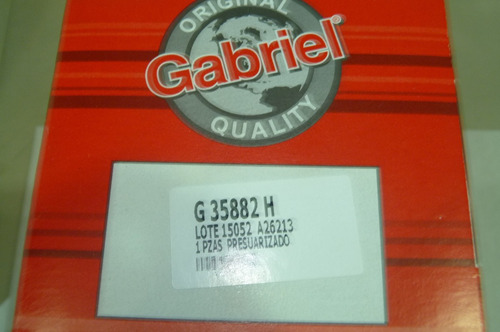 ORIGINAL
Gabriel®
QUALITY
G 35882 H
LOTE 15052 A26213
1 PZAS PRESUARIZADO